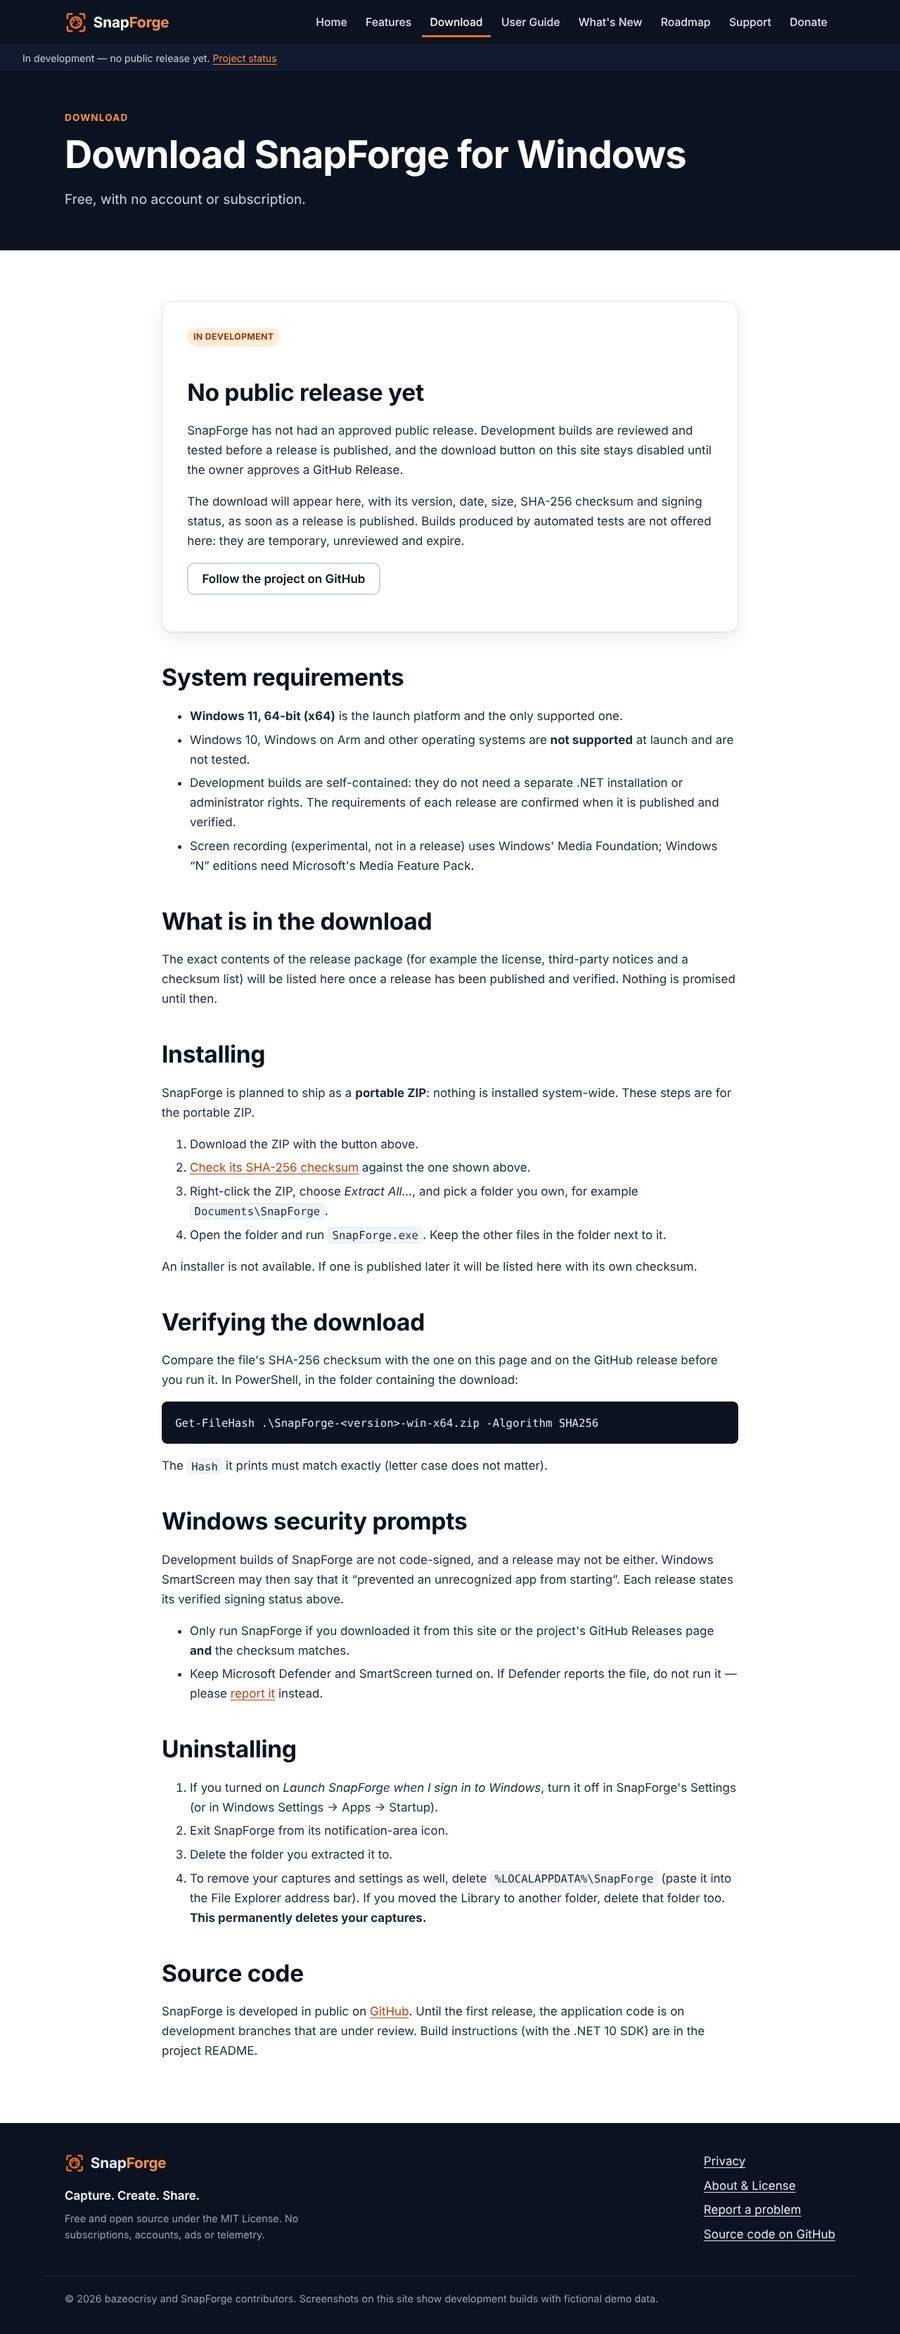 SnapForge
Home Features Download User Guide What's New Roadmap Support Donate
In development — no public release yet. Project status
DOWNLOAD
Download SnapForge for Windows
Free, with no account or subscription.
IN DEVELOPMENT
No public release yet
SnapForge has not had an approved public release. Development builds are reviewed and
tested before a release is published, and the download button on this site stays disabled until
the owner approves a GitHub Release.
The download will appear here, with its version, date, size, SHA-256 checksum and signing
status, as soon as a release is published. Builds produced by automated tests are not offered
here: they are temporary, unreviewed and expire.
Follow the project on GitHub
System requirements
• Windows 11, 64-bit (x64) is the launch platform and the only supported one.
• Windows 10, Windows on Arm and other operating systems are not supported at launch and are
not tested.
• Development builds are self-contained: they do not need a separate .NET installation or
administrator rights. The requirements of each release are confirmed when it is published and
verified.
• Screen recording (experimental, not in a release) uses Windows' Media Foundation; Windows
“N” editions need Microsoft's Media Feature Pack.
What is in the download
The exact contents of the release package (for example the license, third-party notices and a
checksum list) will be listed here once a release has been published and verified. Nothing is promised
until then.
Installing
SnapForge is planned to ship as a portable ZIP: nothing is installed system-wide. These steps are for
the portable ZIP.
1. Download the ZIP with the button above.
2. Check its SHA-256 checksum against the one shown above.
3. Right-click the ZIP, choose Extract All…, and pick a folder you own, for example
Documents\SnapForge.
4. Open the folder and run SnapForge.exe. Keep the other files in the folder next to it.
An installer is not available. If one is published later it will be listed here with its own checksum.
Verifying the download
Compare the file's SHA-256 checksum with the one on this page and on the GitHub release before
you run it. In PowerShell, in the folder containing the download:
Get-FileHash .\SnapForge-<version>-win-x64.zip -Algorithm SHA256
The Hash it prints must match exactly (letter case does not matter).
Windows security prompts
Development builds of SnapForge are not code-signed, and a release may not be either. Windows
SmartScreen may then say that it “prevented an unrecognized app from starting”. Each release states
its verified signing status above.
• Only run SnapForge if you downloaded it from this site or the project's GitHub Releases page
and the checksum matches.
• Keep Microsoft Defender and SmartScreen turned on. If Defender reports the file, do not run it —
please report it instead.
Uninstalling
1. If you turned on Launch SnapForge when I sign in to Windows, turn it off in SnapForge's Settings
(or in Windows Settings → Apps → Startup).
2. Exit SnapForge from its notification-area icon.
3. Delete the folder you extracted it to.
4. To remove your captures and settings as well, delete %LOCALAPPDATA%\SnapForge (paste it into
the File Explorer address bar). If you moved the Library to another folder, delete that folder too.
This permanently deletes your captures.
Source code
SnapForge is developed in public on GitHub. Until the first release, the application code is on
development branches that are under review. Build instructions (with the .NET 10 SDK) are in the
project README.
SnapForge
Capture. Create. Share.
Free and open source under the MIT License. No
subscriptions, accounts, ads or telemetry.
Privacy
About & License
Report a problem
Source code on GitHub
© 2026 bazeocrisy and SnapForge contributors. Screenshots on this site show development builds with fictional demo data.